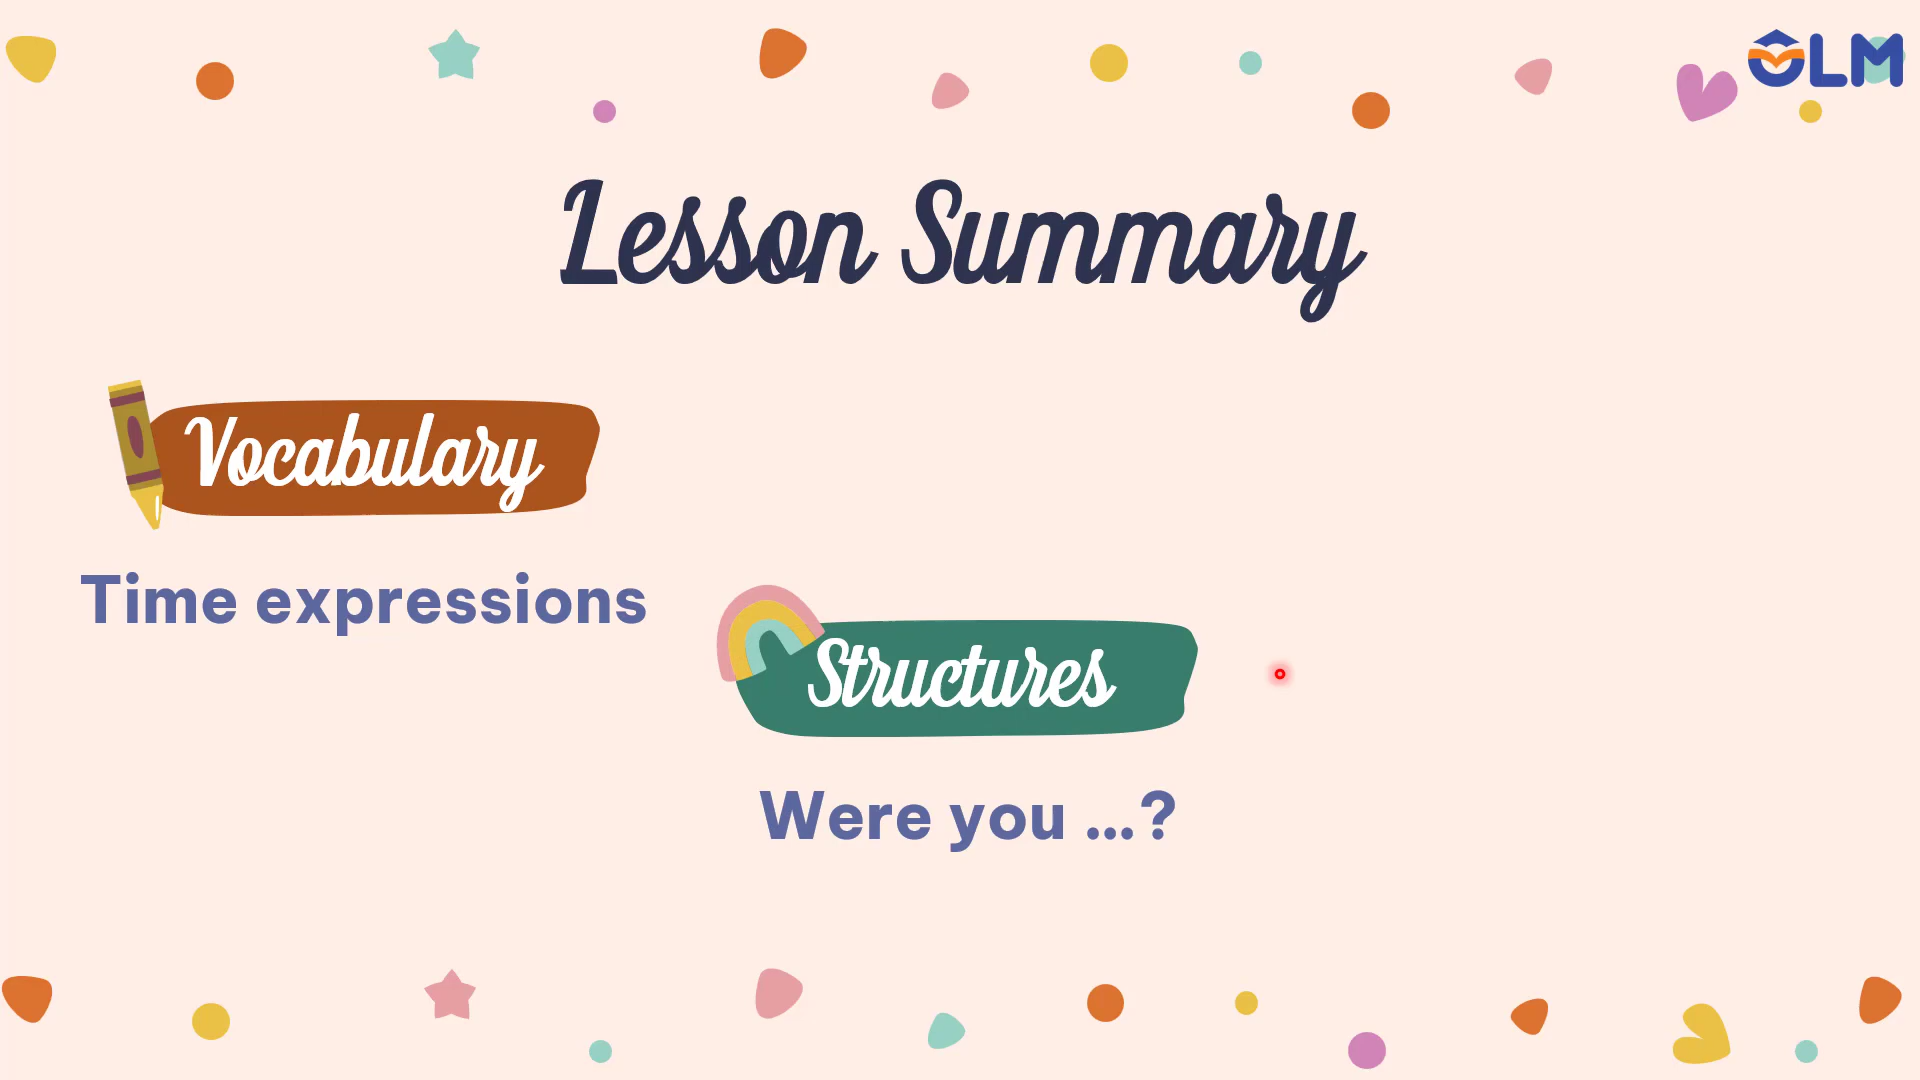 OLM
Lesson Summary
Vocabulary
Time expressions
Structures
Were you ...?